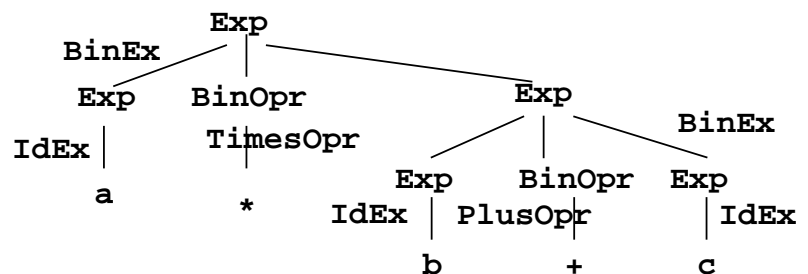 Exp
BinEx
Exp BinOpr Exp
BinEx
IdEx TimesOpr
a * Exp BinOpr Exp
IdEx PlusOpr IdEx
b + c